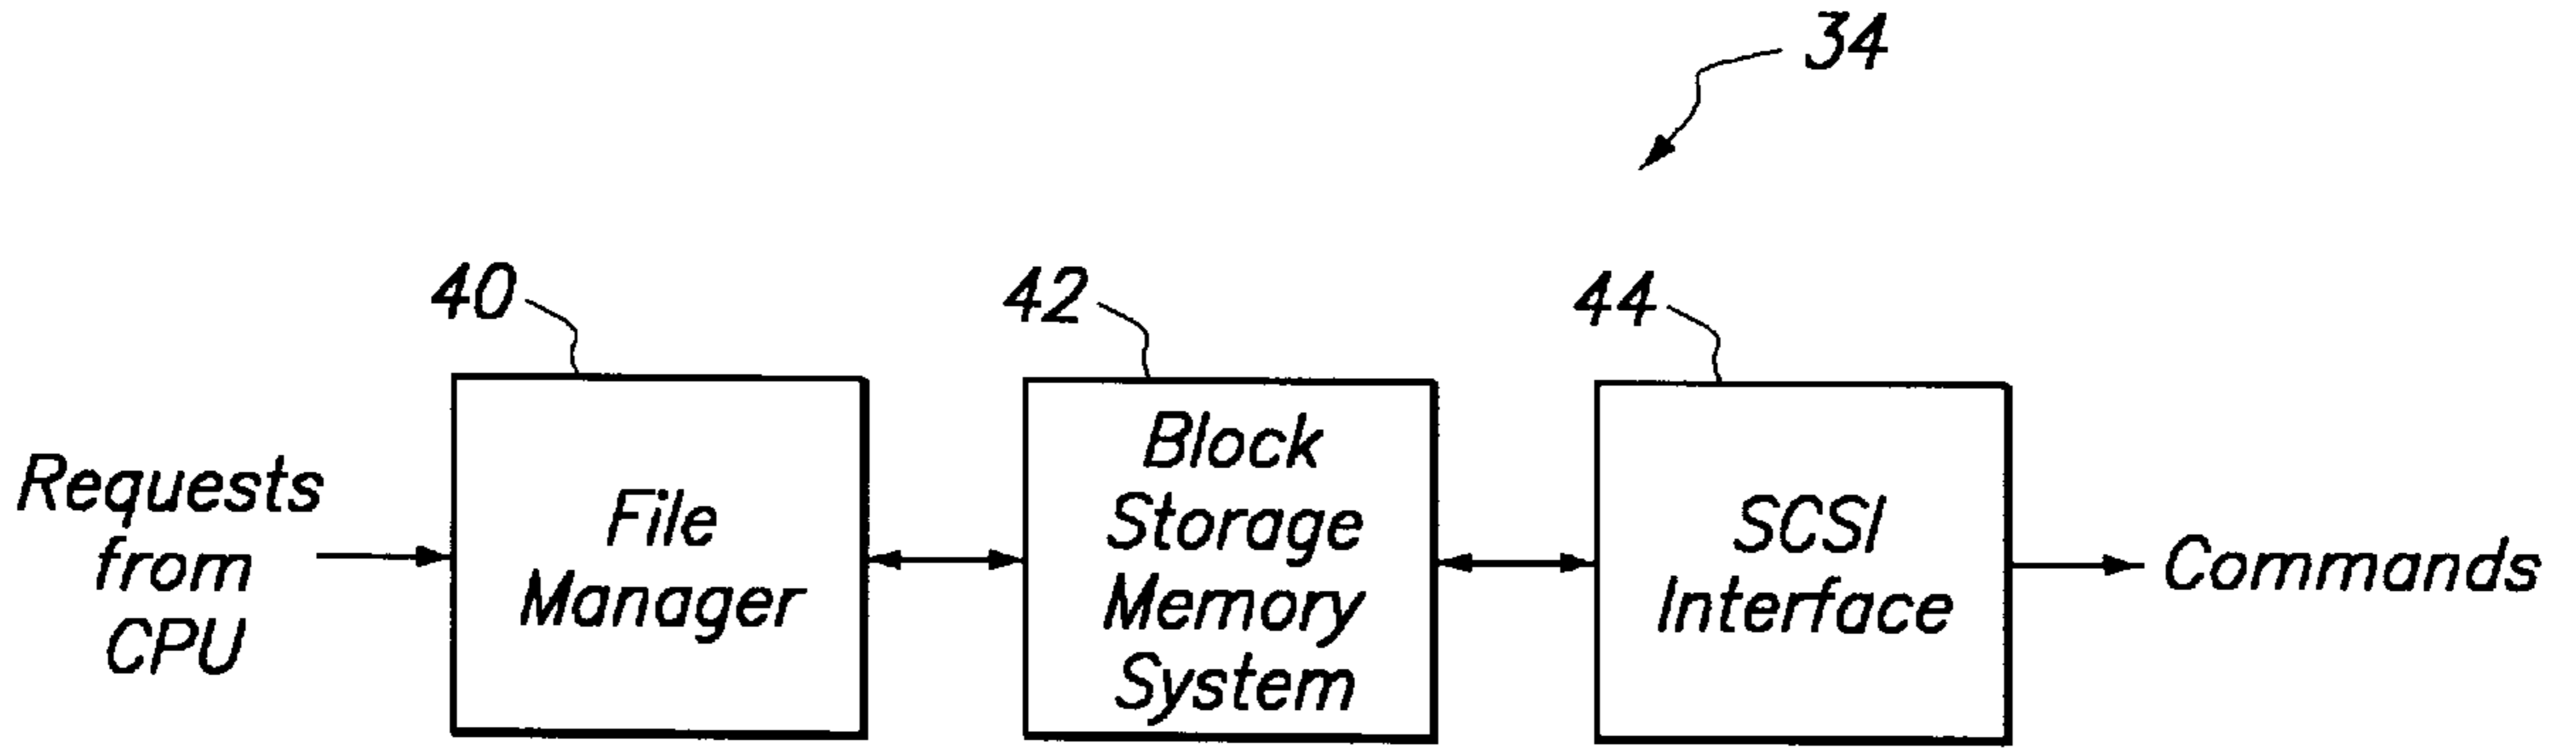 34
40
42
44
Requests
from
CPU
File
Manager
Block
Storage
Memory
System
SCSI
Interface
Commands